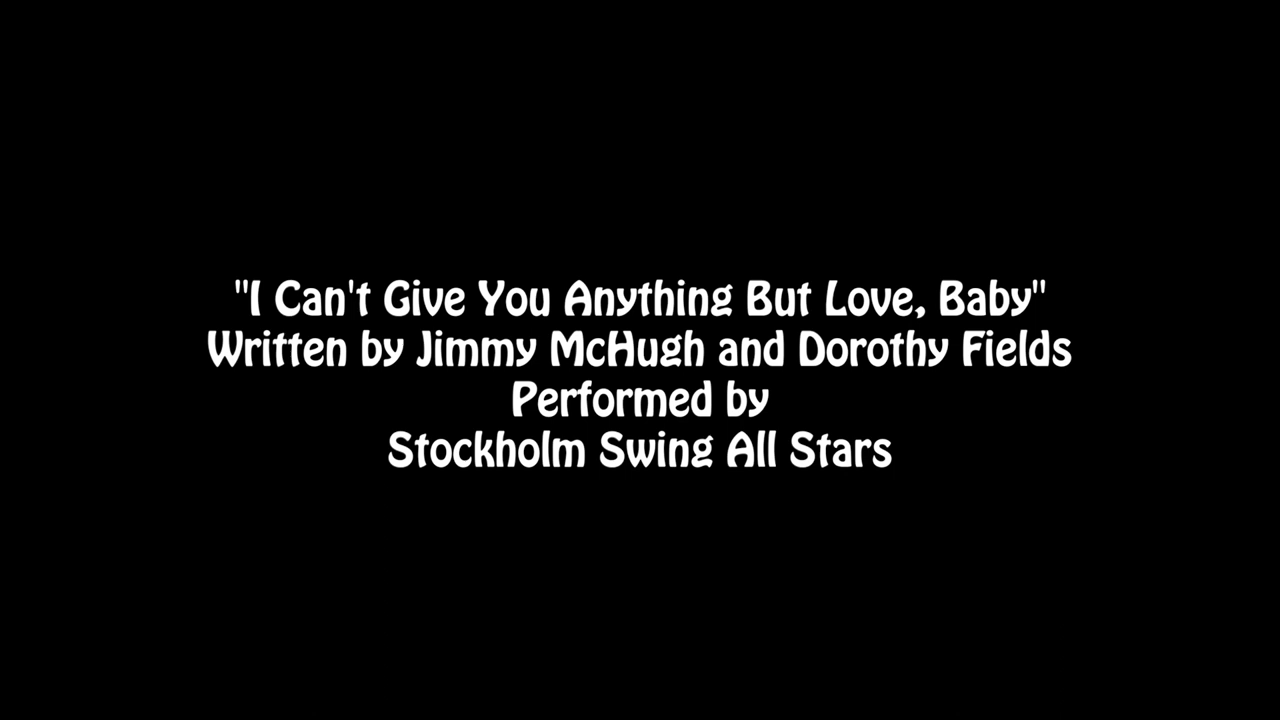 "I Can't Give You Anything But Love, Baby"
Written by Jimmy McHugh and Dorothy Fields
Performed by
Stockholm Swing All Stars